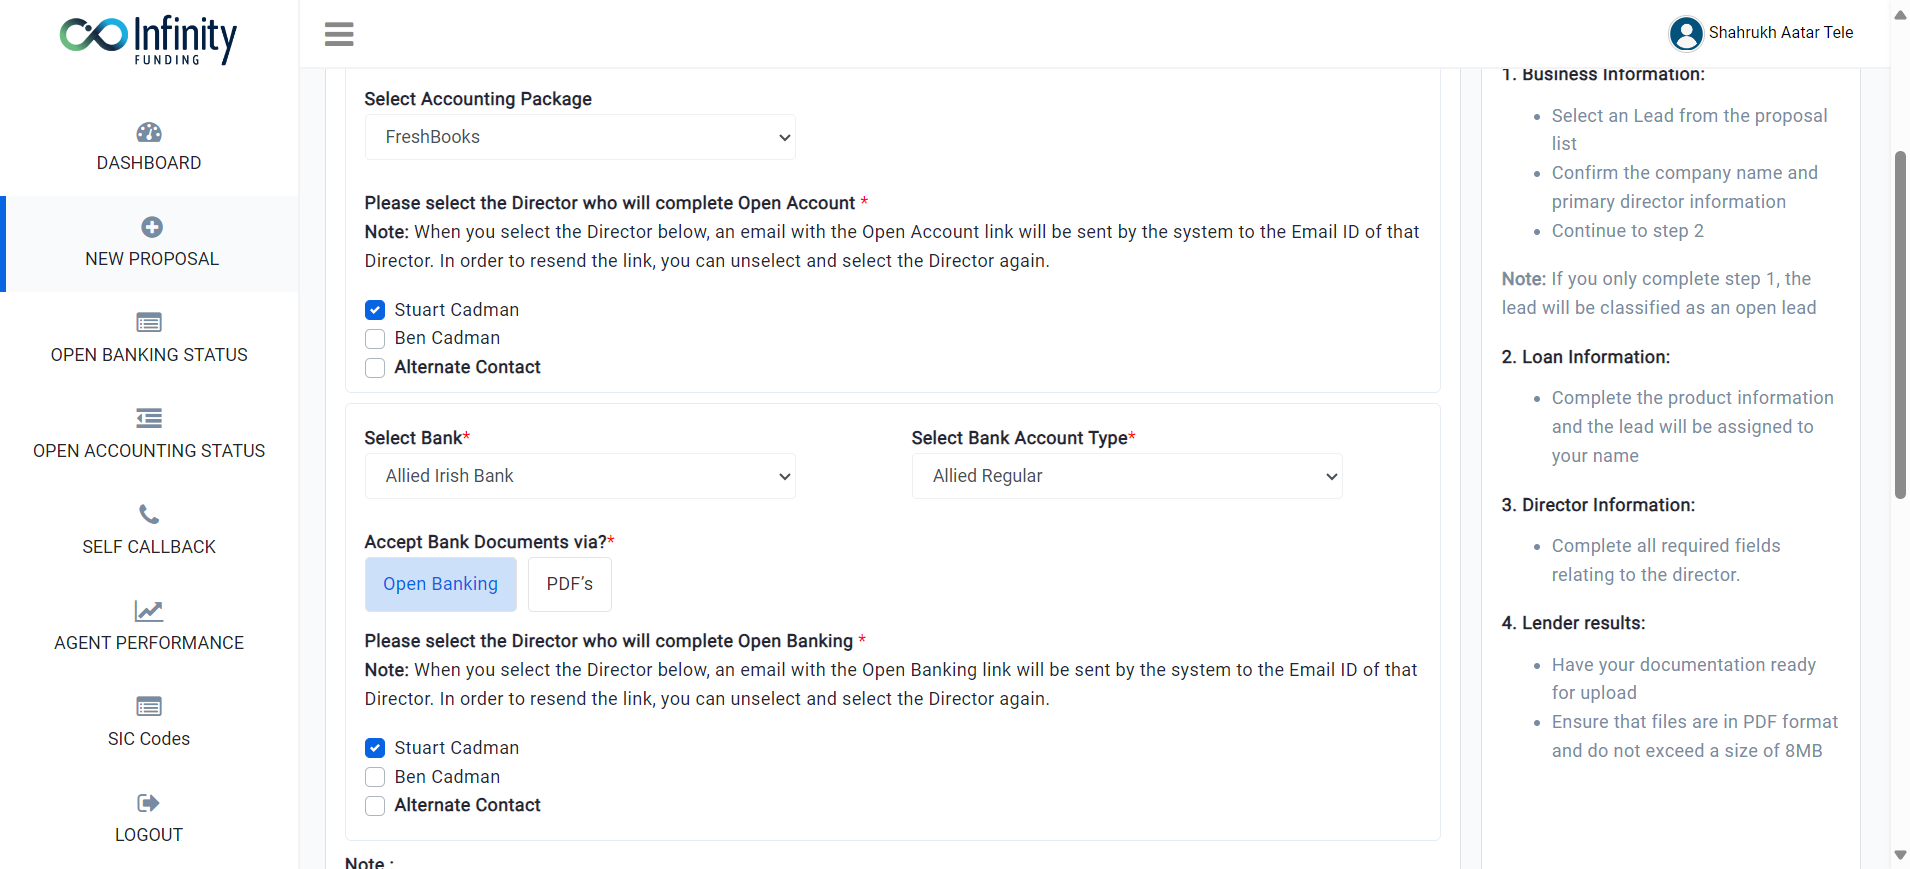 Infinity
FUNDING
Shahrukh Aatar Tele
DASHBOARD
NEW PROPOSAL
OPEN BANKING STATUS
OPEN ACCOUNTING STATUS
SELF CALLBACK
AGENT PERFORMANCE
SIC Codes
LOGOUT
Select Accounting Package
FreshBooks
Please select the Director who will complete Open Account *
Note: When you select the Director below, an email with the Open Account link will be sent by the system to the Email ID of that
Director. In order to resend the link, you can unselect and select the Director again.
Stuart Cadman
Ben Cadman
Alternate Contact
Select Bank*
Select Bank Account Type*
Allied Irish Bank
Allied Regular
Accept Bank Documents via?*
Open Banking
PDF’s
Please select the Director who will complete Open Banking *
Note: When you select the Director below, an email with the Open Banking link will be sent by the system to the Email ID of that
Director. In order to resend the link, you can unselect and select the Director again.
Stuart Cadman
Ben Cadman
Alternate Contact
Note :
1. Business Information:
• Select an Lead from the proposal
list
• Confirm the company name and
primary director information
• Continue to step 2
Note: If you only complete step 1, the
lead will be classified as an open lead
2. Loan Information:
• Complete the product information
and the lead will be assigned to
your name
3. Director Information:
• Complete all required fields
relating to the director.
4. Lender results:
• Have your documentation ready
for upload
• Ensure that files are in PDF format
and do not exceed a size of 8MB